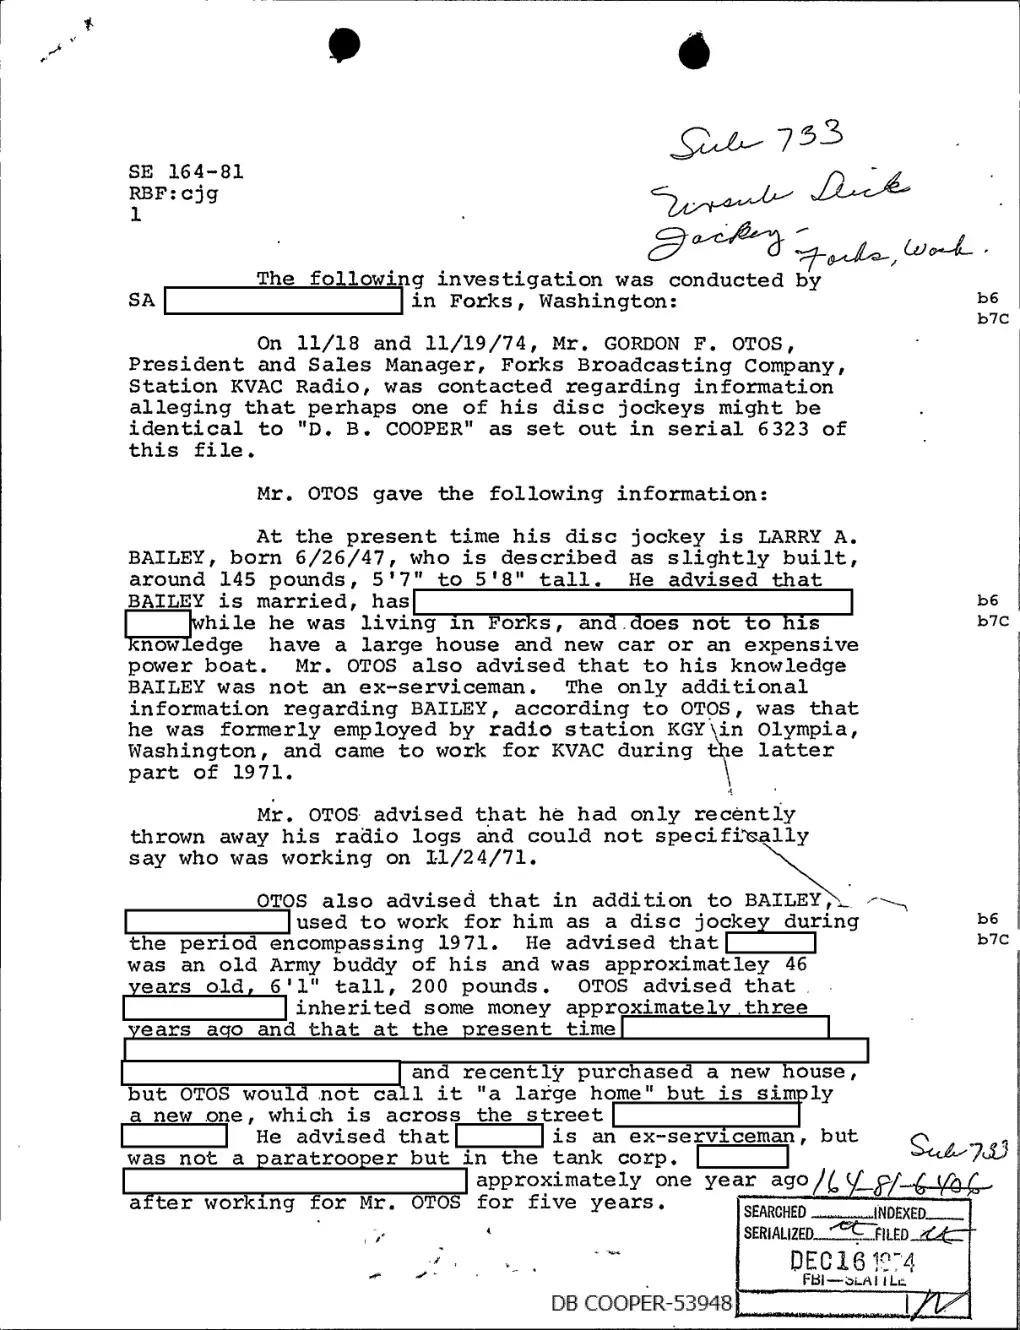 Sub 733
SE 164-81
RBF:cjg
1
Disck
Jockey -
Forks, Wash.
The following investigation was conducted by
SA in Forks, Washington:
b6
b7C
On 11/18 and 11/19/74, Mr. GORDON F. OTOS,
President and Sales Manager, Forks Broadcasting Company,
Station KVAC Radio, was contacted regarding information
alleging that perhaps one of his disc jockeys might be
identical to "D. B. COOPER" as set out in serial 6323 of
this file.
Mr. OTOS gave the following information:
At the present time his disc jockey is LARRY A.
BAILEY, born 6/26/47, who is described as slightly built,
around 145 pounds, 5'7" to 5'8" tall. He advised that
BAILEY is married, has
b6
while he was living in Forks, and does not to his
b7C
knowledge have a large house and new car or an expensive
power boat. Mr. OTOS also advised that to his knowledge
BAILEY was not an ex-serviceman. The only additional
information regarding BAILEY, according to OTOS, was that
he was formerly employed by radio station KGY in Olympia,
Washington, and came to work for KVAC during the latter
part of 1971.
Mr. OTOS advised that he had only recently
thrown away his radio logs and could not specifically
say who was working on 11/24/71.
OTOS also advised that in addition to BAILEY,
used to work for him as a disc jockey during
b6
the period encompassing 1971. He advised that
b7C
was an old Army buddy of his and was approximatley 46
years old, 6'1" tall, 200 pounds. OTOS advised that
inherited some money approximately three
years ago and that at the present time
and recently purchased a new house,
but OTOS would not call it "a large home" but is simply
a new one, which is across the street
He advised that is an ex-serviceman, but
was not a paratrooper but in the tank corp.
Sub 733
approximately one year ago
164-81-6406
after working for Mr. OTOS for five years.
SEARCHED INDEXED
SERIALIZED FILED
DEC 16 1974
FBI—SEATTLE
DB COOPER-53948